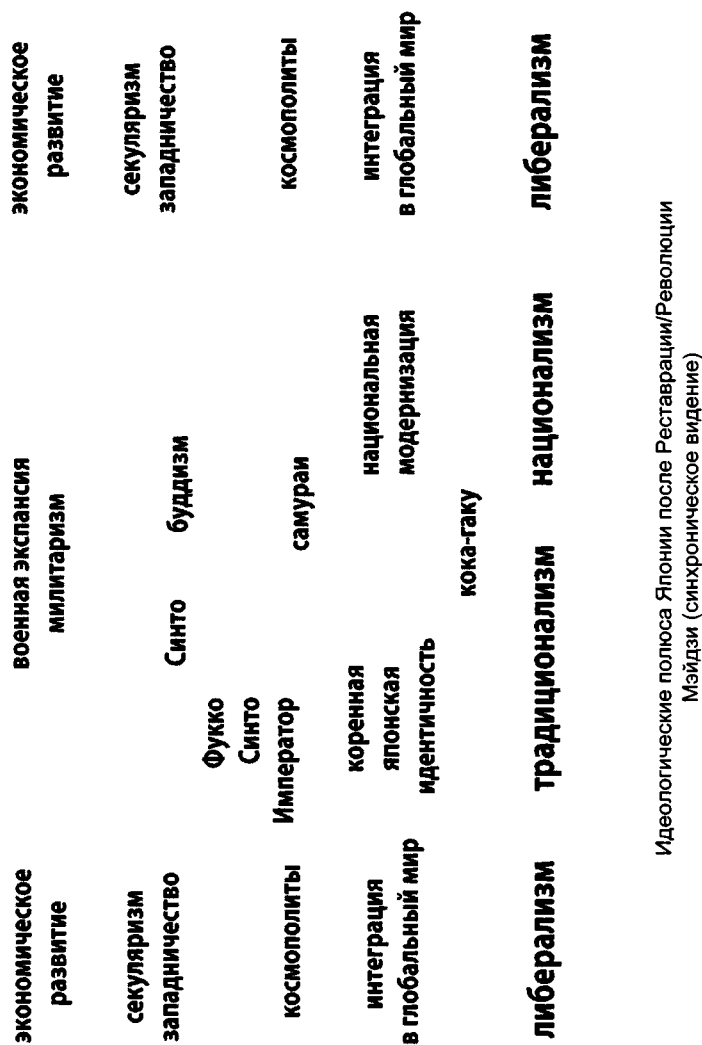 экономическое
развитие
военная экспансия
милитаризм
экономическое
развитие
секуляризм
западничество
Синто
буддизм
секуляризм
западничество
Фукко
Синто
Император
космополиты
самураи
космополиты
интеграция
в глобальный мир
коренная
японская
идентичность
национальная
модернизация
интеграция
в глобальный мир
кока-гаку
либерализм
традиционализм
национализм
либерализм
Идеологические полюса Японии после Реставрации/Революции
Мэйдзи (синхроническое видение)